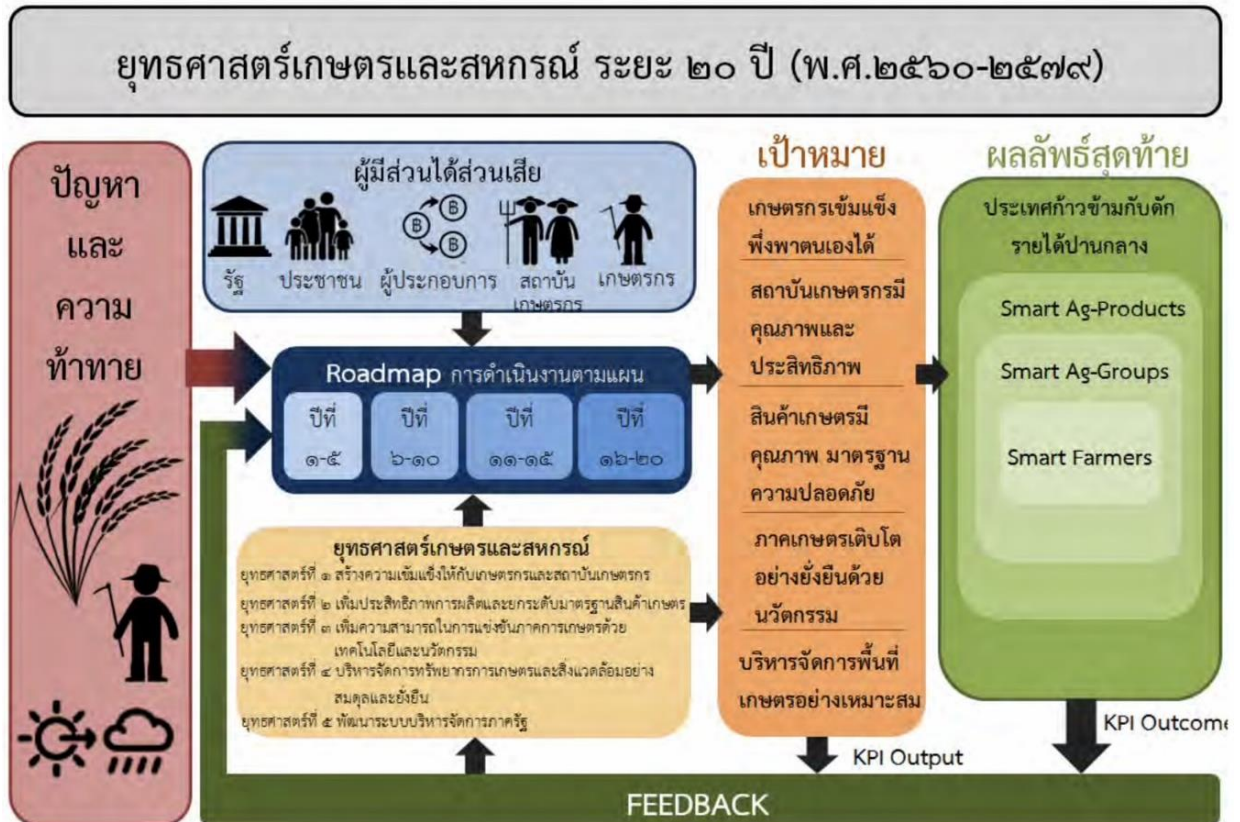 ยุทธศาสตร์เกษตรและสหกรณ์ ระยะ ๒๐ ปี (พ.ศ.๒๕๖๐-๒๕๗๙)
ปัญหา
และ
ความ
ท้าทาย
ผู้มีส่วนได้ส่วนเสีย
รัฐ
ประชาชน
ผู้ประกอบการ
สถาบัน
เกษตรกร
เกษตรกร
Roadmap การดำเนินงานตามแผน
ปีที่
๑-๕
ปีที่
๖-๑๐
ปีที่
๑๑-๑๕
ปีที่
๑๖-๒๐
ยุทธศาสตร์เกษตรและสหกรณ์
ยุทธศาสตร์ที่ ๑ สร้างความเข้มแข็งให้กับเกษตรกรและสถาบันเกษตรกร
ยุทธศาสตร์ที่ ๒ เพิ่มประสิทธิภาพการผลิตและยกระดับมาตรฐานสินค้าเกษตร
ยุทธศาสตร์ที่ ๓ เพิ่มความสามารถในการแข่งขันภาคการเกษตรด้วย
เทคโนโลยีและนวัตกรรม
ยุทธศาสตร์ที่ ๔ บริหารจัดการทรัพยากรการเกษตรและสิ่งแวดล้อมอย่าง
สมดุลและยั่งยืน
ยุทธศาสตร์ที่ ๕ พัฒนาระบบบริหารจัดการภาครัฐ
เป้าหมาย
เกษตรกรเข้มแข็ง
พึ่งพาตนเองได้
สถาบันเกษตรกรมี
คุณภาพและ
ประสิทธิภาพ
สินค้าเกษตรมี
คุณภาพ มาตรฐาน
ความปลอดภัย
ภาคเกษตรเติบโต
อย่างยั่งยืนด้วย
นวัตกรรม
บริหารจัดการพื้นที่
เกษตรอย่างเหมาะสม
ผลลัพธ์สุดท้าย
ประเทศก้าวข้ามกับดัก
รายได้ปานกลาง
Smart Ag-Products
Smart Ag-Groups
Smart Farmers
KPI Output
KPI Outcome
FEEDBACK